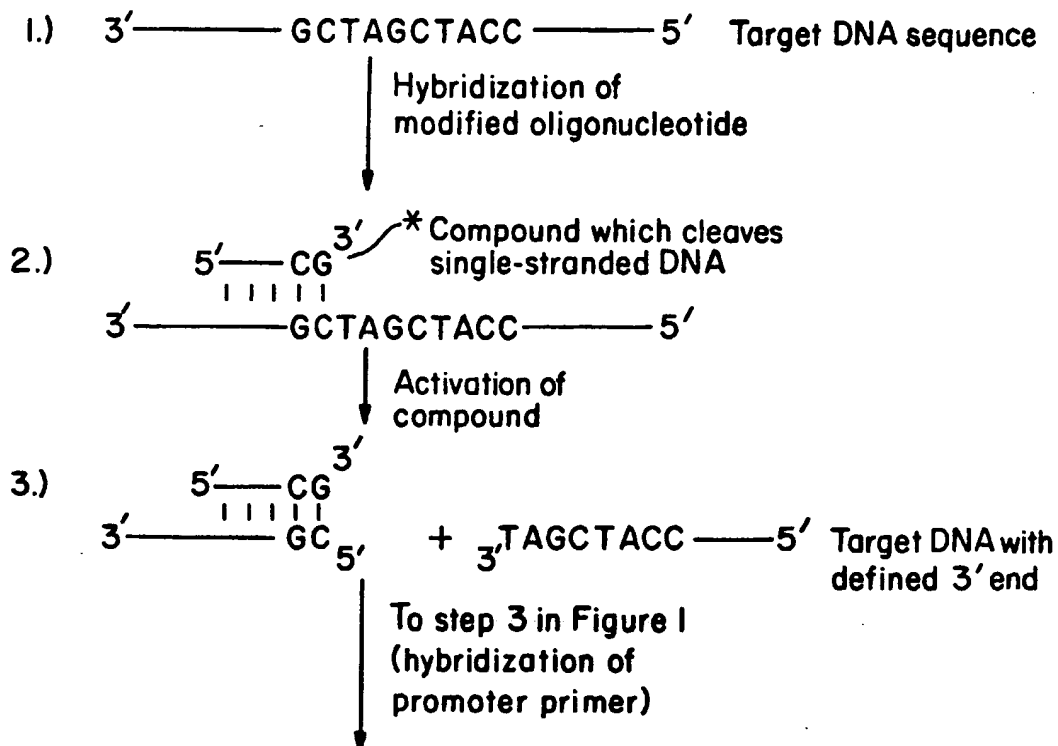 1.) 3' GCTAGCTACC 5' Target DNA sequence
Hybridization of
modified oligonucleotide
3' * Compound which cleaves
2.) 5' CG single-stranded DNA
3' GCTAGCTACC 5'
Activation of
compound
3'
3.) 5' CG
3' GC 5' + 3' TAGCTACC 5' Target DNA with
defined 3' end
To step 3 in Figure 1
(hybridization of
promoter primer)